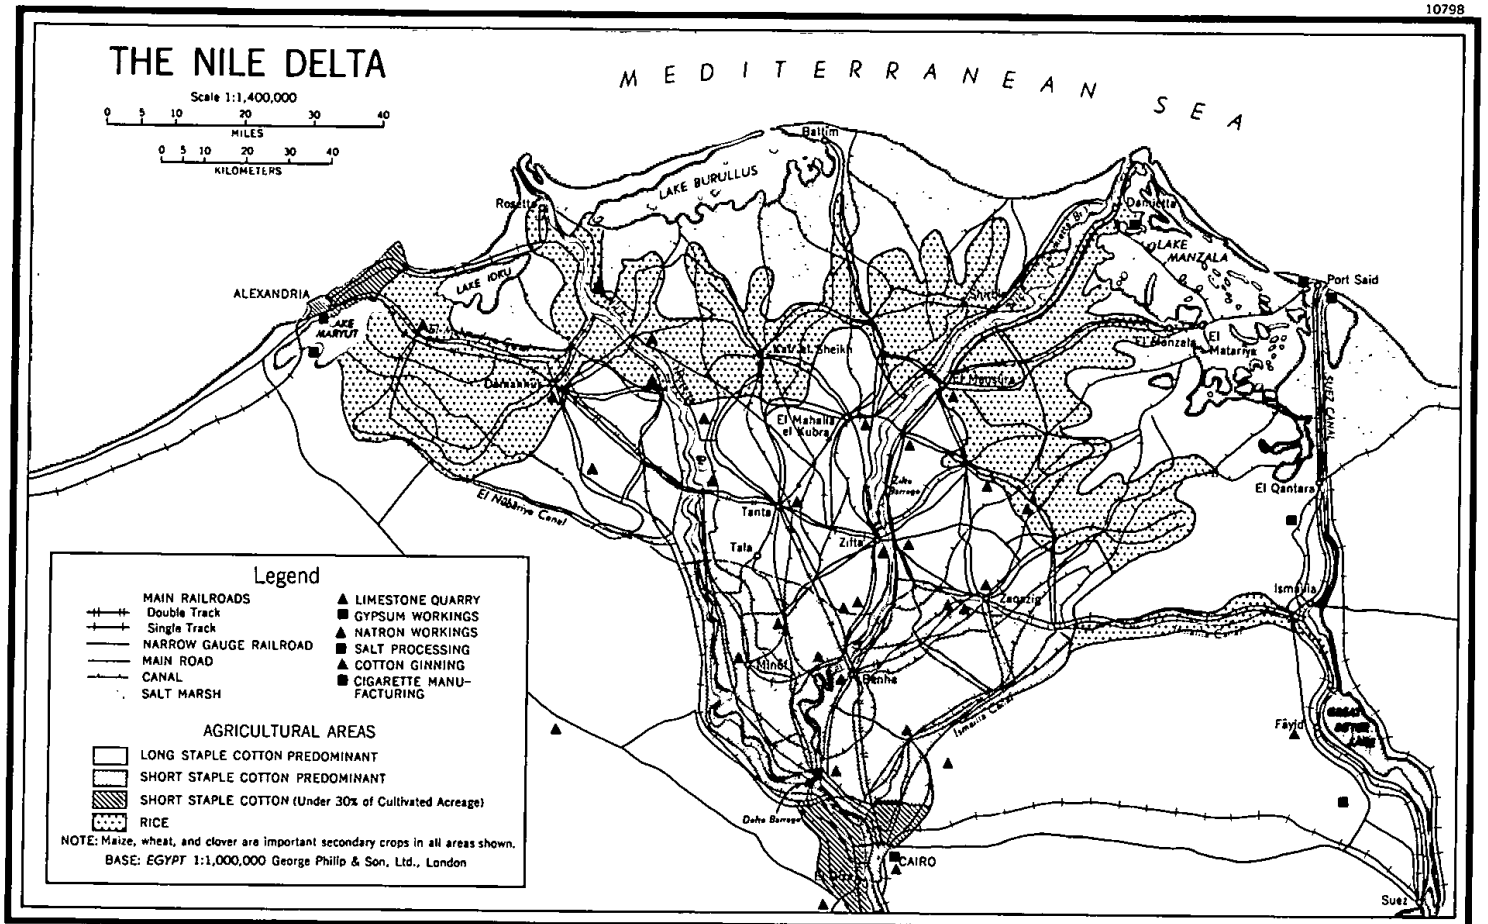 10798
THE NILE DELTA
Scale 1:1,400,000
0 5 10 20 30 40
MILES
0 5 10 20 30 40
KILOMETERS
MEDITERRANEAN SEA
Baltim
LAKE BURULLUS
Rosetta
Damietta
LAKE
MANZALA
LAKE IDKU
Port Said
ALEXANDRIA
LAKE
MARYUT
Kafr el Sheikh
El Manzala
El
Matariya
El Mansura
SUEZ CANAL
El Mahalla
el Kubra
Zifta
Barrage
El Qantara
El Nûbâriya Canal
Tanta
Tala
Zifta
Zagazig
Ismailia
Ismailia Canal
Minûf
Benha
Ismailia Canal
Fâyid
GREAT
BITTER
LAKE
Delta Barrage
CAIRO
Suez
Legend
MAIN RAILROADS
Double Track
Single Track
NARROW GAUGE RAILROAD
MAIN ROAD
CANAL
SALT MARSH
LIMESTONE QUARRY
GYPSUM WORKINGS
NATRON WORKINGS
SALT PROCESSING
COTTON GINNING
CIGARETTE MANU-
FACTURING
AGRICULTURAL AREAS
LONG STAPLE COTTON PREDOMINANT
SHORT STAPLE COTTON PREDOMINANT
SHORT STAPLE COTTON (Under 30% of Cultivated Acreage)
RICE
NOTE: Maize, wheat, and clover are important secondary crops in all areas shown.
BASE: EGYPT 1:1,000,000 George Philip & Son, Ltd., London